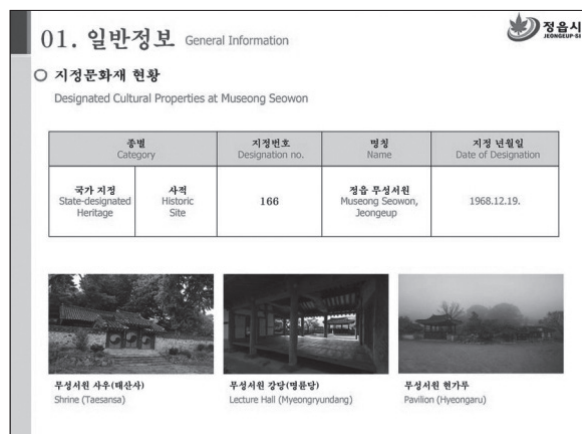 01. 일반정보 General Information
정읍시
JEONGEUP-SI
지정문화재 현황
Designated Cultural Properties at Museong Seowon
종별 지정번호 명칭 지정 년월일
Category Designation no. Name Date of Designation
국가 지정
State-designated
Heritage
사적
Historic
Site
166
정읍 무성서원
Museong Seowon,
Jeongeup
1968.12.19.
무성서원 사우(태산사)
Shrine (Taesansa)
무성서원 강당(명륜당)
Lecture Hall (Myeongryundang)
무성서원 현가루
Pavilion (Hyeongaru)